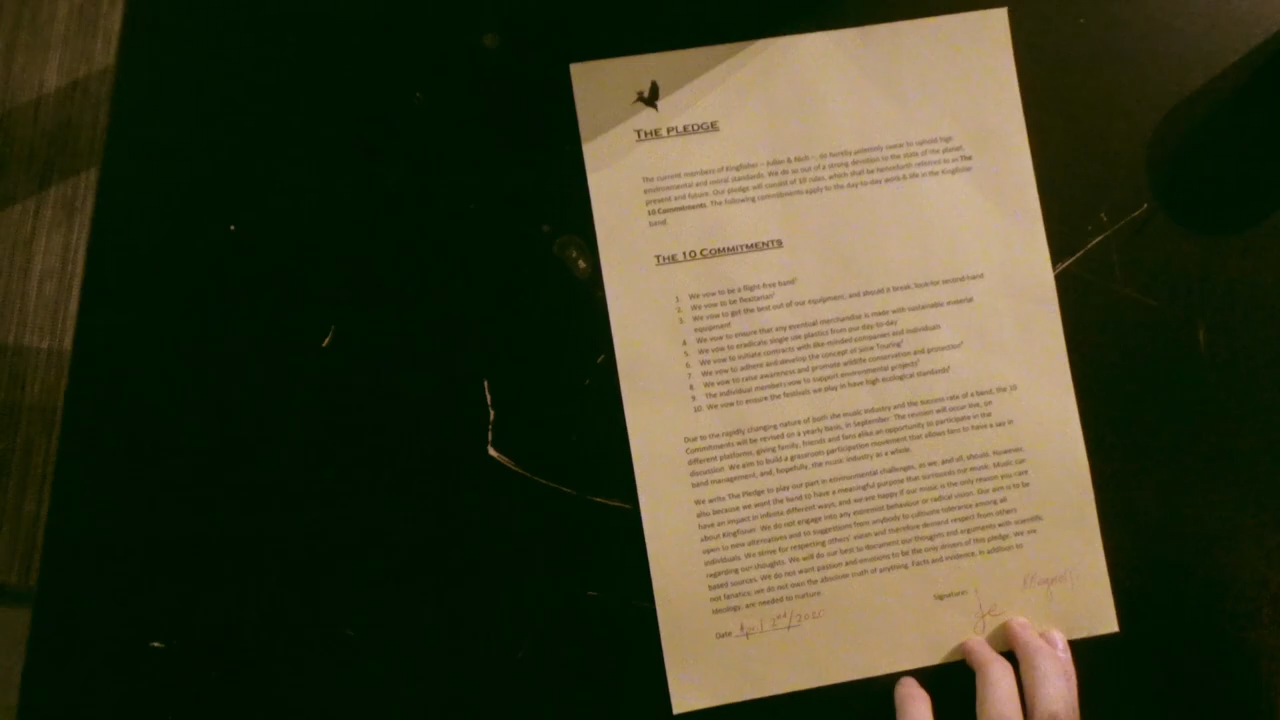 THE PLEDGE
The current members of Kingfisher – Julian & Nich –, do hereby solemnly swear to uphold high
environmental and moral standards. We do so out of a strong devotion to the state of the planet,
present and future. Our pledge will consist of 10 rules, which shall be henceforth referred to as The
10 Commitments. The following commitments apply to the day-to-day work & life in the Kingfisher
band.
THE 10 COMMITMENTS
1. We vow to be a flight-free band
2. We vow to be flexitarian
3. We vow to get the best out of our equipment, and should it break, look for second-hand
equipment
4. We vow to ensure that any eventual merchandise is made with sustainable material
5. We vow to eradicate single use plastics from our day-to-day
6. We vow to initiate contracts with like-minded companies and individuals
7. We vow to adhere and develop the concept of Slow Touring
8. We vow to raise awareness and promote wildlife conservation and protection
9. The individual members vow to support environmental projects
10. We vow to ensure the festivals we play in have high ecological standards
Due to the rapidly changing nature of both the music industry and the success rate of a band, the 10
Commitments will be revised on a yearly basis, in September. The revision will occur live, on
different platforms, giving family, friends and fans alike an opportunity to participate in the
discussion. We aim to build a grassroots participation movement that allows fans to have a say in
band management, and, hopefully, the music industry as a whole.
We write The Pledge to play our part in environmental challenges, as we, and all, should. However,
also because we want the band to have a meaningful purpose that surrounds our music. Music can
have an impact in infinite different ways, and we are happy if our music is the only reason you care
about Kingfisher. We do not engage into any extremist behaviour or radical vision. Our aim is to be
open to new alternatives and to suggestions from anybody to cultivate tolerance among all
individuals. We strive for respecting others' vision and therefore demand respect from others
regarding our thoughts. We will do our best to document our thoughts and arguments with scientific
based sources. We do not want passion and emotions to be the only drivers of this pledge. We are
not fanatics; we do not own the absolute truth of anything. Facts and evidence, in addition to
ideology, are needed to nurture
Date: April 2nd/2020 Signature: